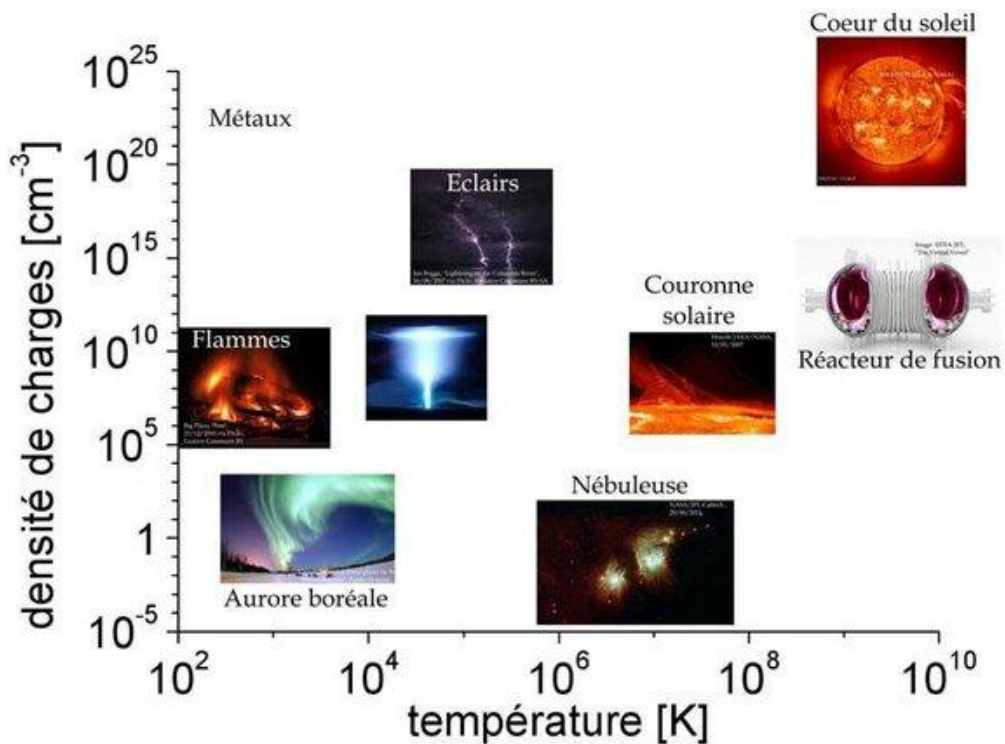 Coeur du soleil
10^25
Métaux
10^20
Eclairs
10^15
densité de charges [cm^-3]
Couronne
solaire
10^10
Flammes
Réacteur de fusion
10^5
Nébuleuse
1
Aurore boréale
10^-5
10^2
10^4
10^6
10^8
10^10
température [K]